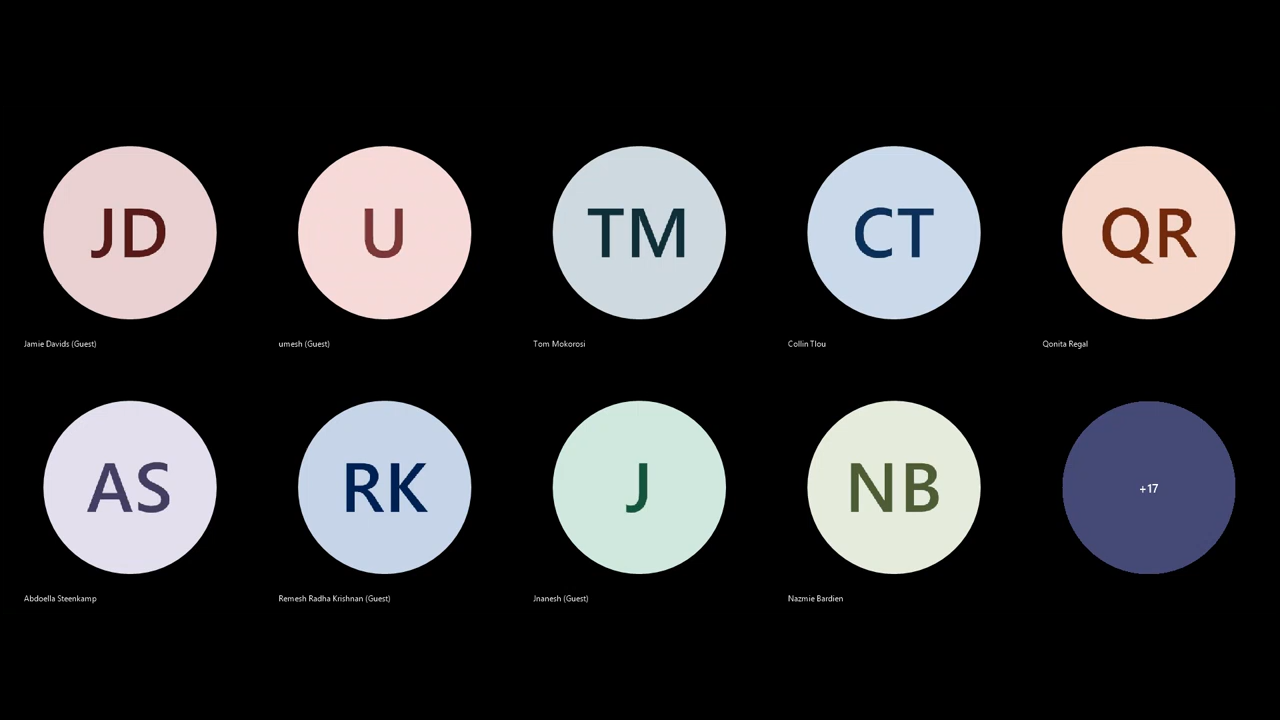 JD
U
TM
CT
QR
Jamie Davids (Guest)
umesh (Guest)
Tom Mokorosi
Collin Tlou
Qonita Regal
AS
RK
J
NB
+17
Abdoella Steenkamp
Remesh Radha Krishnan (Guest)
Jnanesh (Guest)
Nazmie Bardien